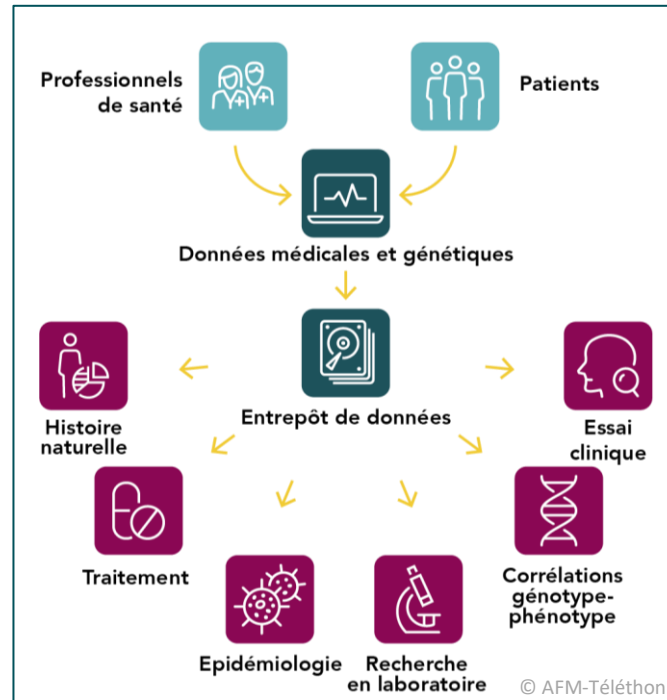 Professionnels
de santé
Patients
Données médicales et génétiques
Entrepôt de données
Histoire
naturelle
Essai
clinique
Traitement
Corrélations
génotype-
phénotype
Epidémiologie
Recherche
en laboratoire
© AFM-Téléthon